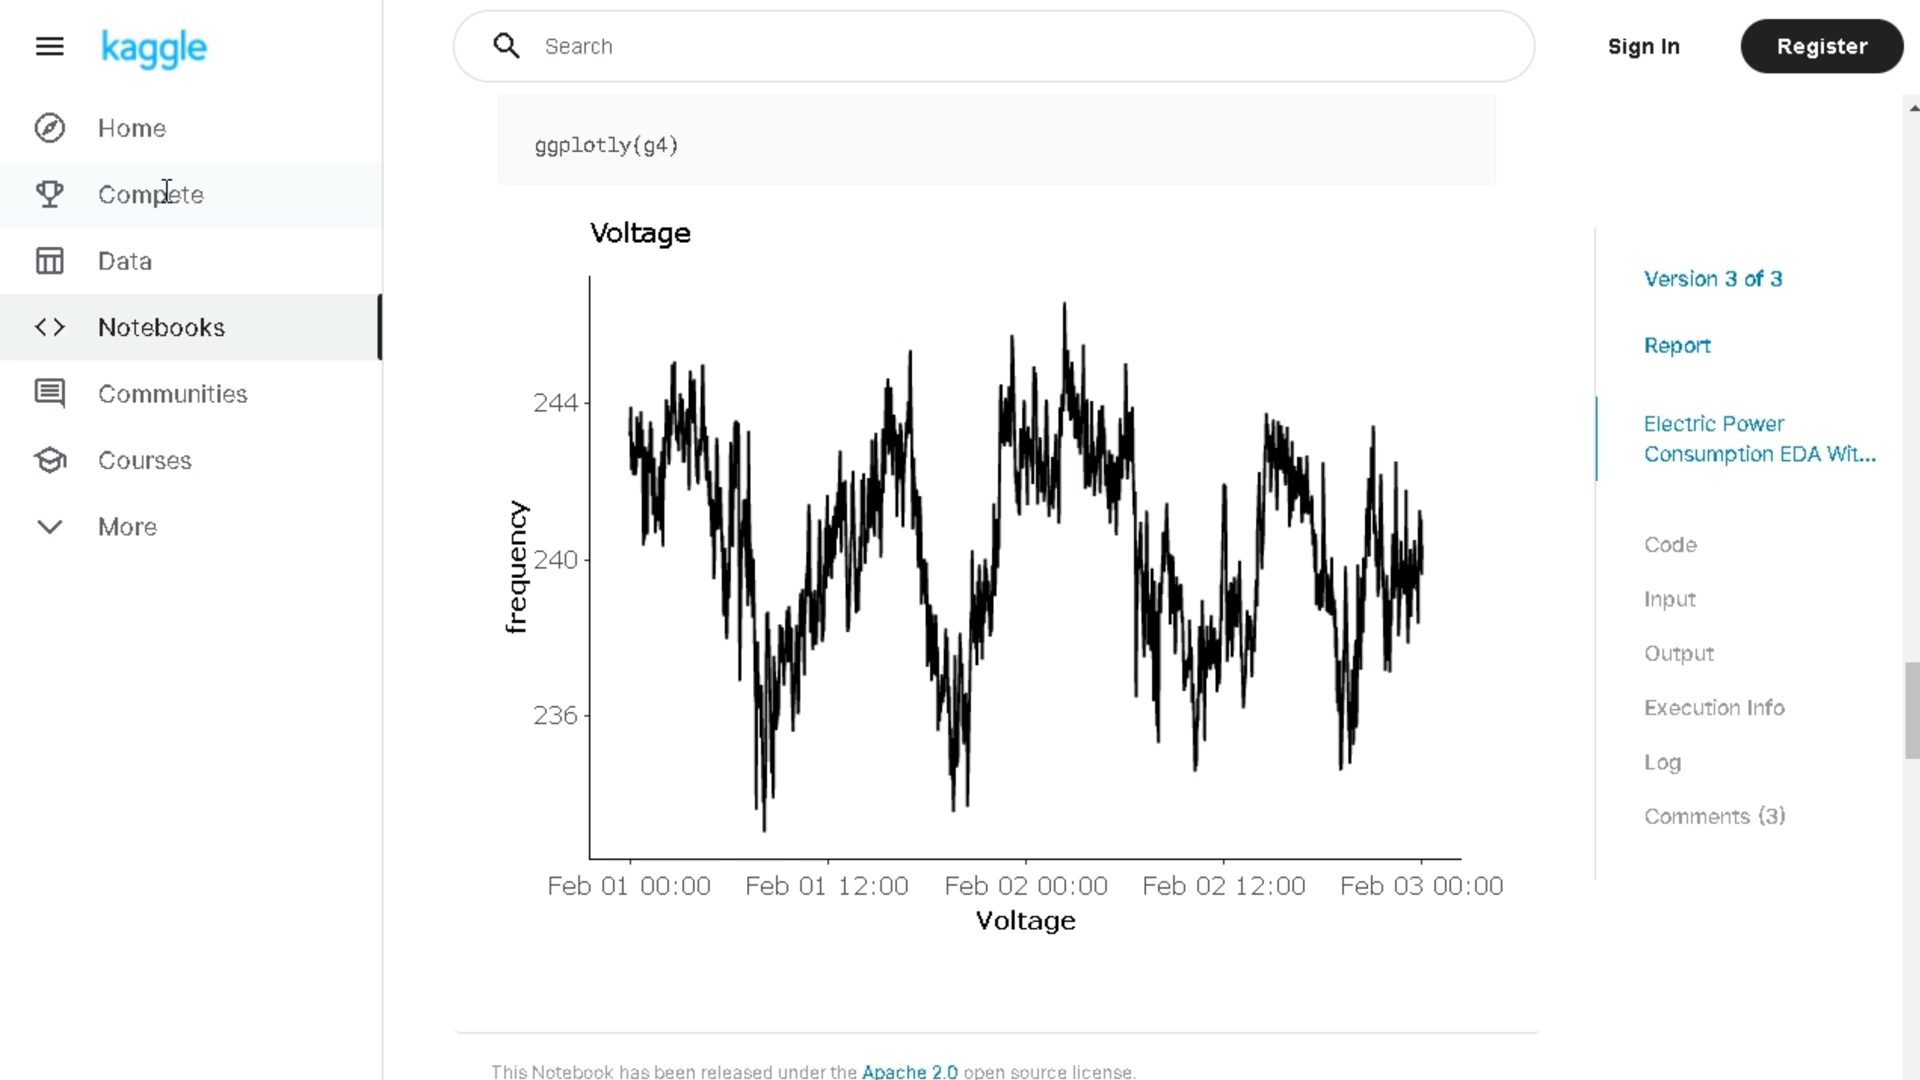 kaggle
Search
Sign In
Register
Home
Compete
Data
Notebooks
Communities
Courses
More
ggplotly(g4)
Voltage
frequency
244
240
236
Feb 01 00:00
Feb 01 12:00
Feb 02 00:00
Feb 02 12:00
Feb 03 00:00
Voltage
Version 3 of 3
Report
Electric Power
Consumption EDA Wit...
Code
Input
Output
Execution Info
Log
Comments (3)
This Notebook has been released under the Apache 2.0 open source license.